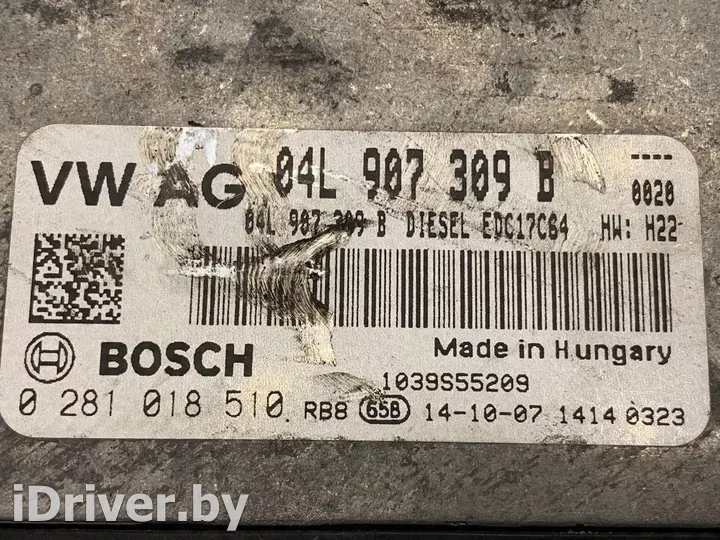 VW AG 04L 907 309 B ----
0020
04L 907 309 B DIESEL EDC17C64 HW: H22
BOSCH Made in Hungary
1039S55209
0 281 018 510 RB8 65B 14-10-07 1414 0323
iDriver.by